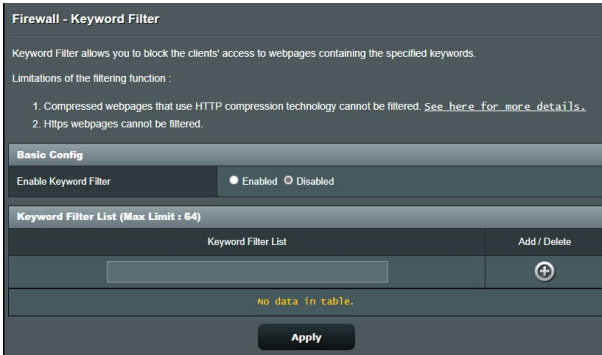 Firewall - Keyword Filter
Keyword Filter allows you to block the clients' access to webpages containing the specified keywords.
Limitations of the filtering function :
1. Compressed webpages that use HTTP compression technology cannot be filtered. See here for more details.
2. Https webpages cannot be filtered.
Basic Config
Enable Keyword Filter Enabled Disabled
Keyword Filter List (Max Limit : 64)
Keyword Filter List Add / Delete
No data in table.
Apply